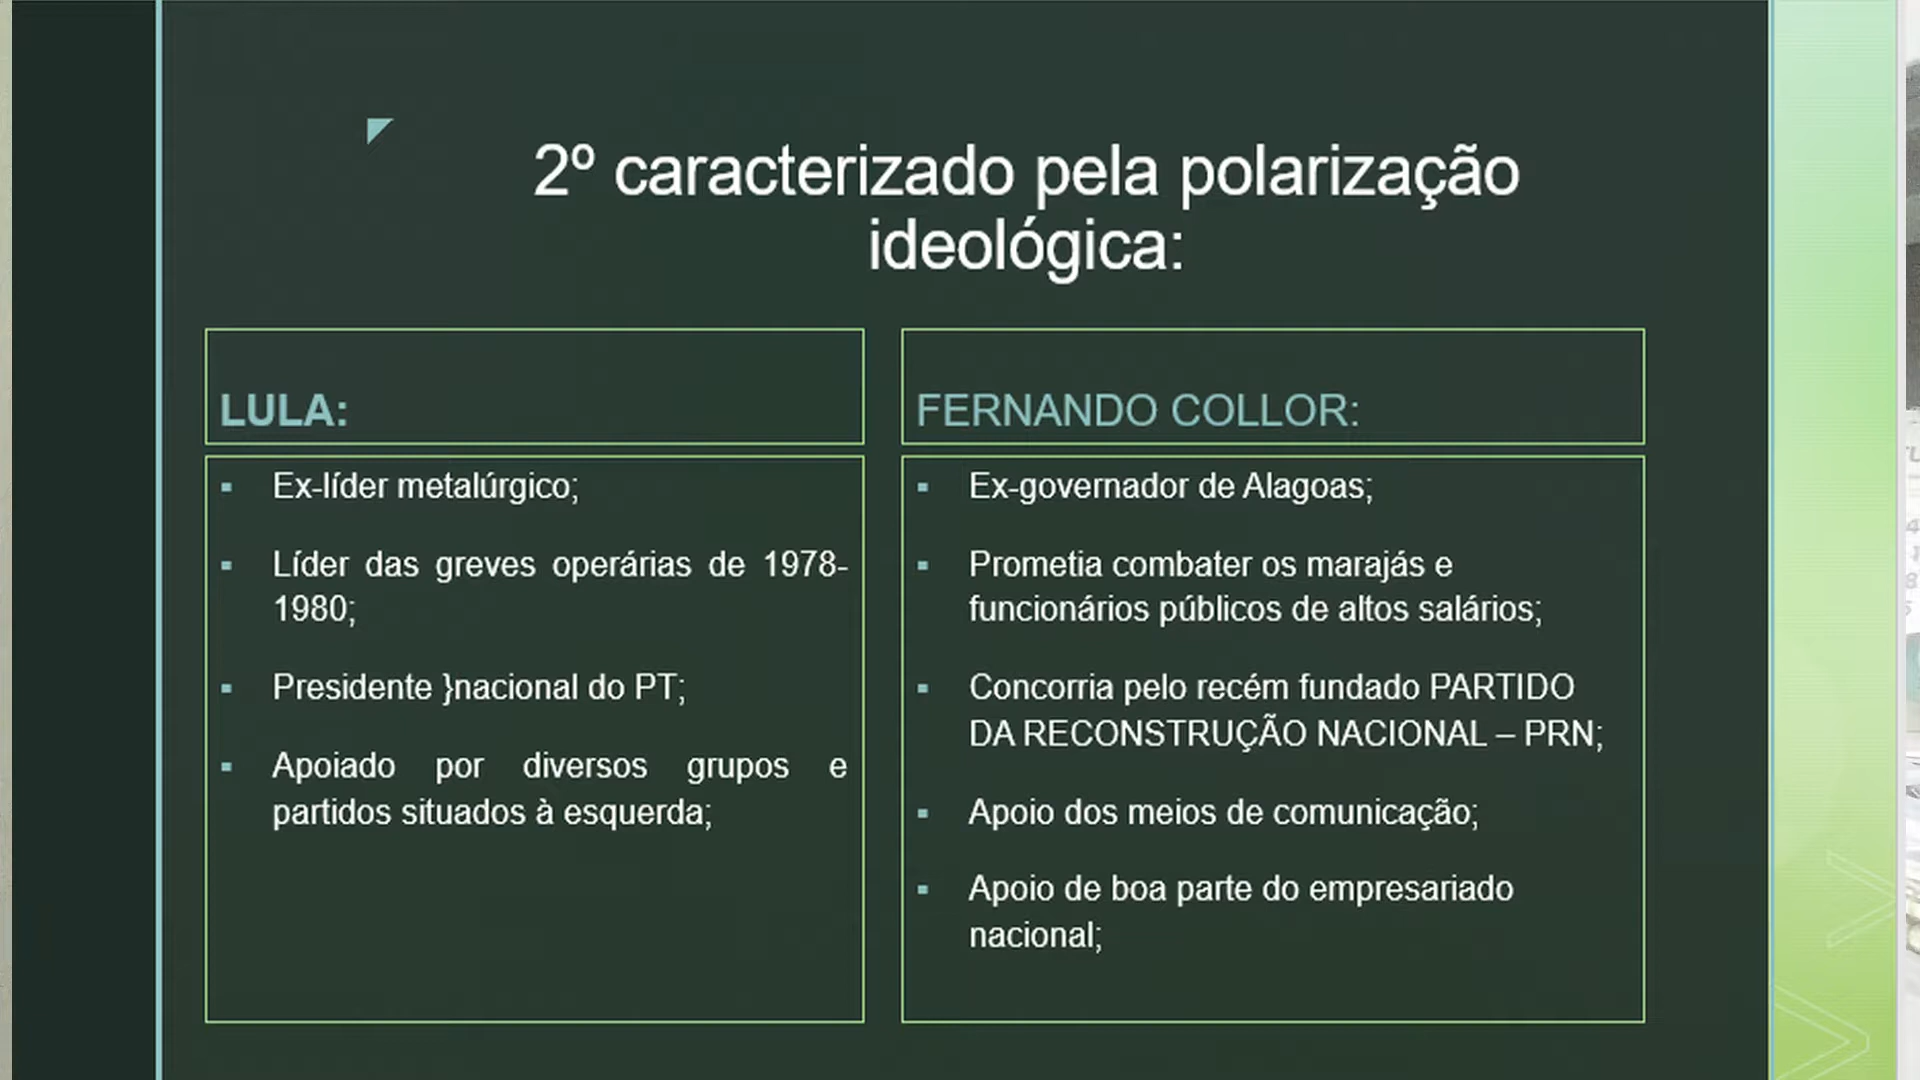 2º caracterizado pela polarização
ideológica:
LULA:
Ex-líder metalúrgico;
Líder das greves operárias de 1978-
1980;
Presidente }nacional do PT;
Apoiado por diversos grupos e
partidos situados à esquerda;
FERNANDO COLLOR:
Ex-governador de Alagoas;
Prometia combater os marajás e
funcionários públicos de altos salários;
Concorria pelo recém fundado PARTIDO
DA RECONSTRUÇÃO NACIONAL – PRN;
Apoio dos meios de comunicação;
Apoio de boa parte do empresariado
nacional;